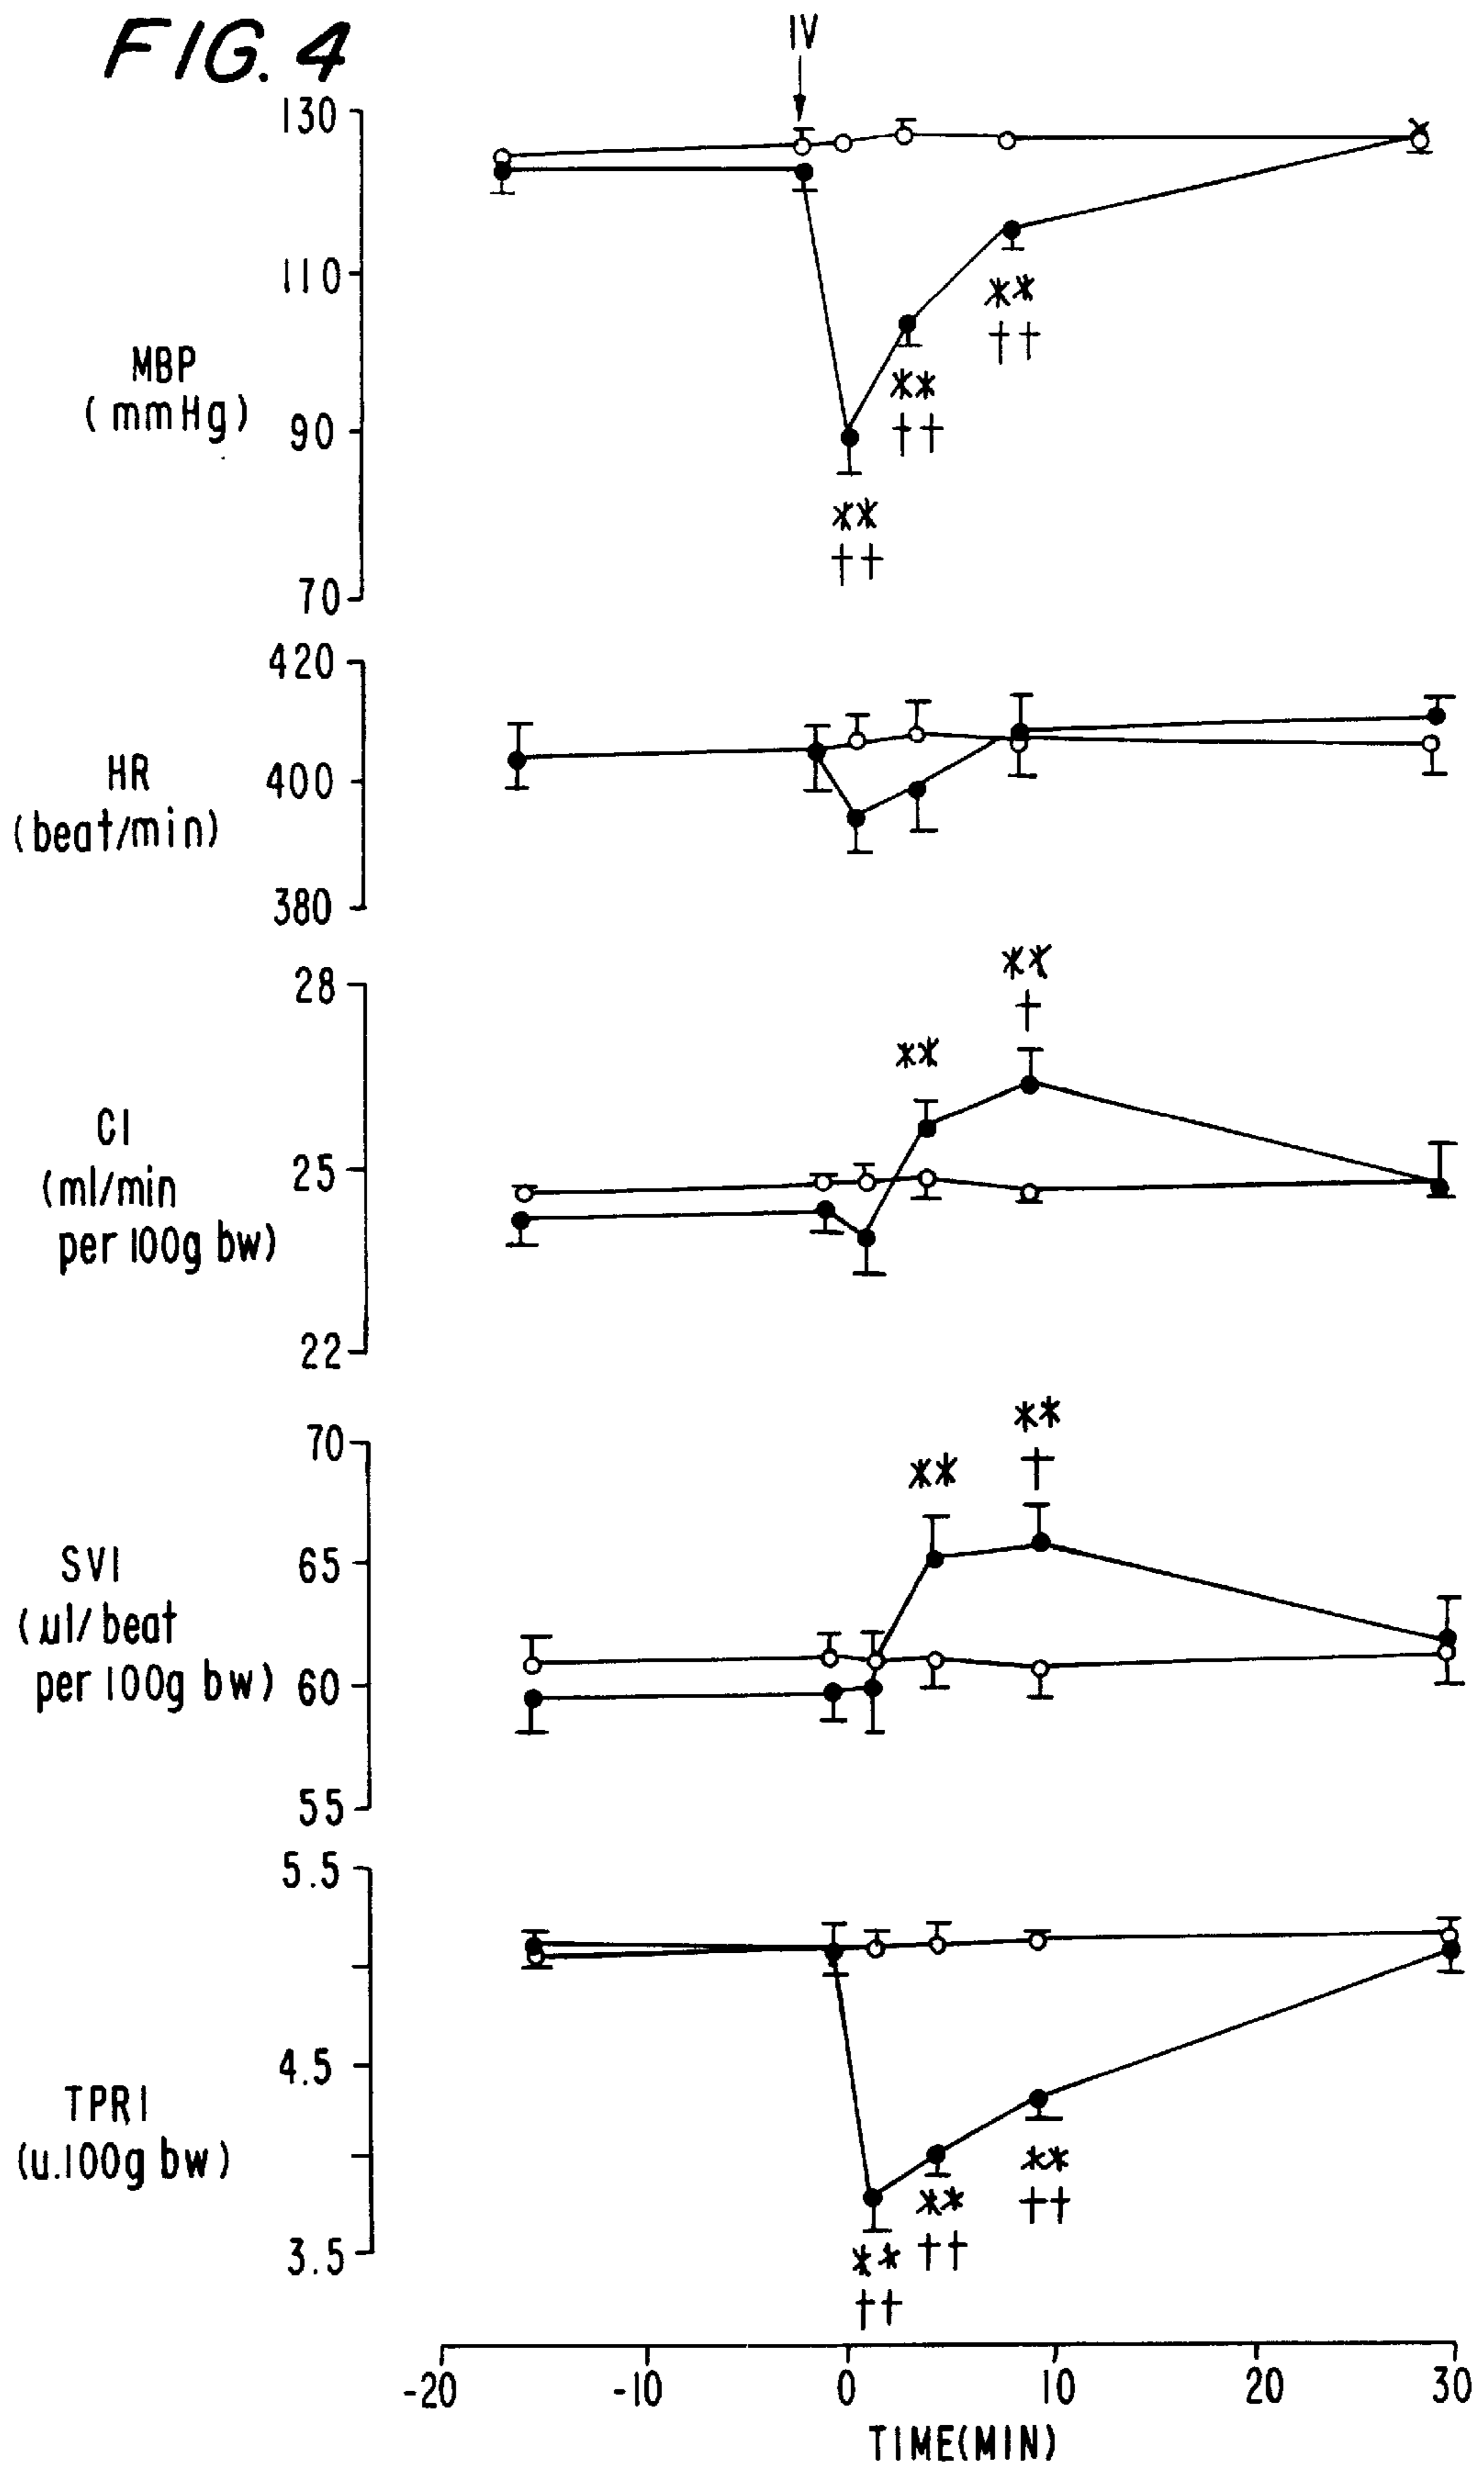 FIG. 4
IV
130
110
MBP
(mmHg)
90
**
††
**
††
**
††
70
420
HR
400
(beat/min)
380
28
**
†
**
CI
25
(ml/min
per 100g bw)
22
70
**
†
**
SVI
65
(µl/beat
per 100g bw)
60
55
5.5
4.5
TPRI
(u.100g bw)
**
††
**
††
3.5
**
††
-20 -10 0 10 20 30
TIME(MIN)